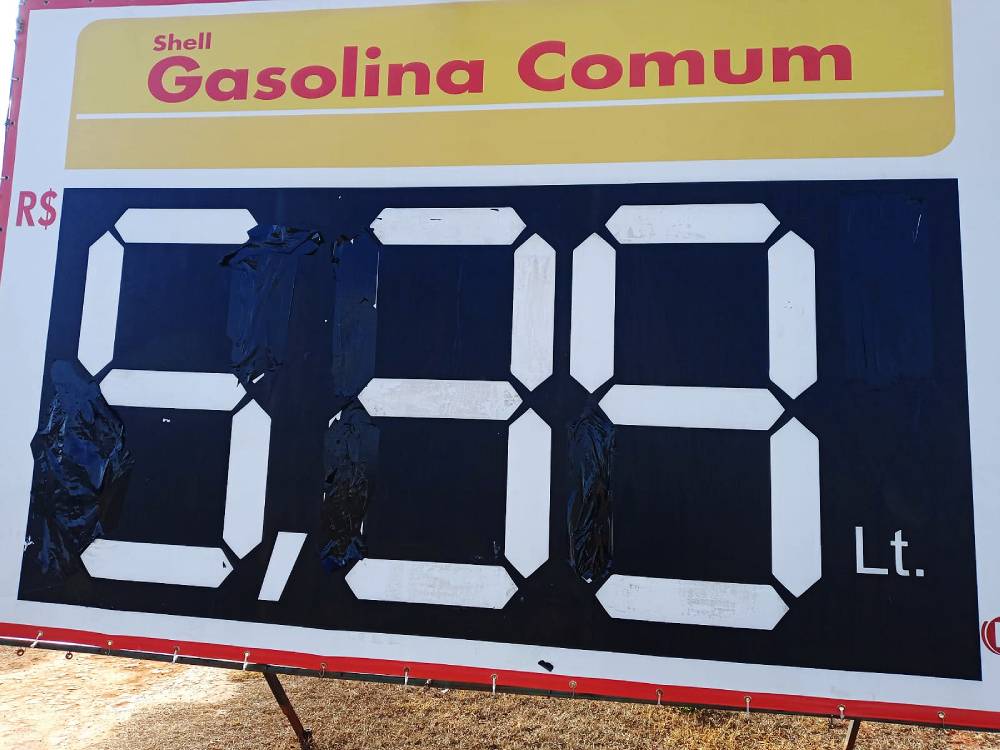 Shell
Gasolina Comum
R$
5,39
Lt.